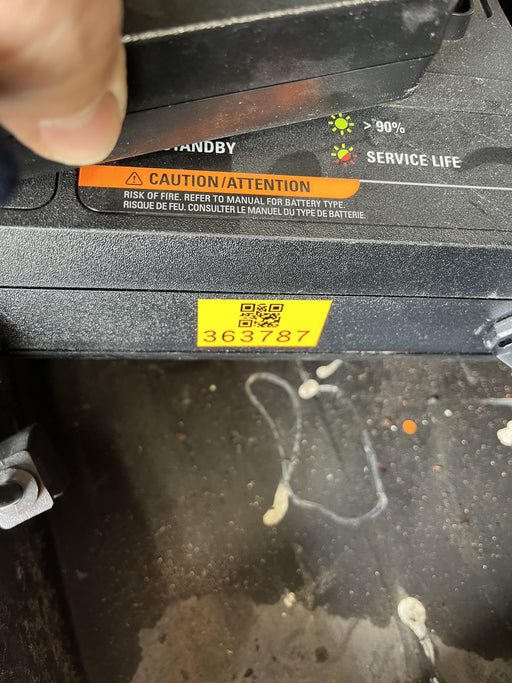 > 90%
STANDBY
SERVICE LIFE
CAUTION/ATTENTION
RISK OF FIRE. REFER TO MANUAL FOR BATTERY TYPE.
RISQUE DE FEU. CONSULTER LE MANUEL DU TYPE DE BATTERIE.
363787